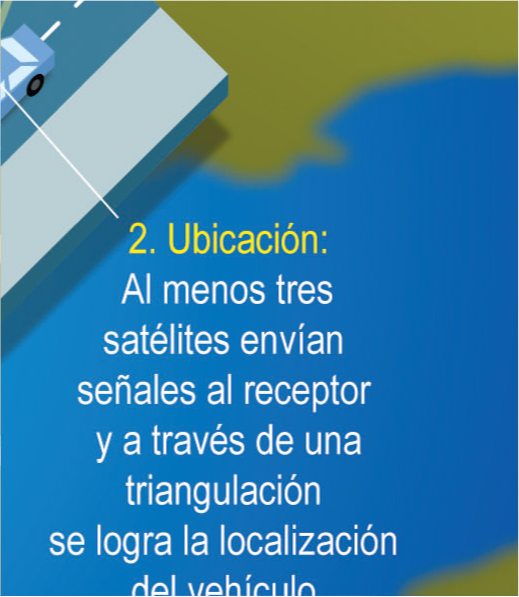 2. Ubicación:
Al menos tres
satélites envían
señales al receptor
y a través de una
triangulación
se logra la localización
del vehículo